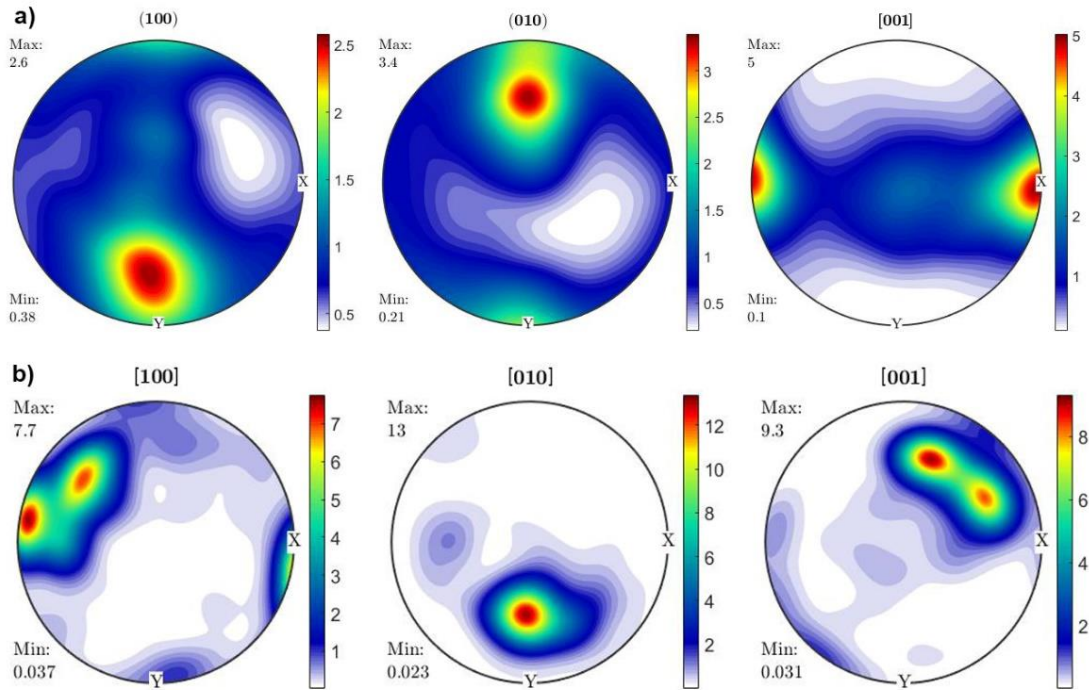 a)
(100)
Max:
2.6
2.5
2
1.5
1
0.5
X
Y
Min:
0.38
(010)
Max:
3.4
3
2.5
2
1.5
1
0.5
X
Y
Min:
0.21
[001]
Max:
5
5
4
3
2
1
X
Y
Min:
0.1
b)
[100]
Max:
7.7
7
6
5
4
3
2
1
X
Y
Min:
0.037
[010]
Max:
13
12
10
8
6
4
2
X
Y
Min:
0.023
[001]
Max:
9.3
8
6
4
2
X
Y
Min:
0.031